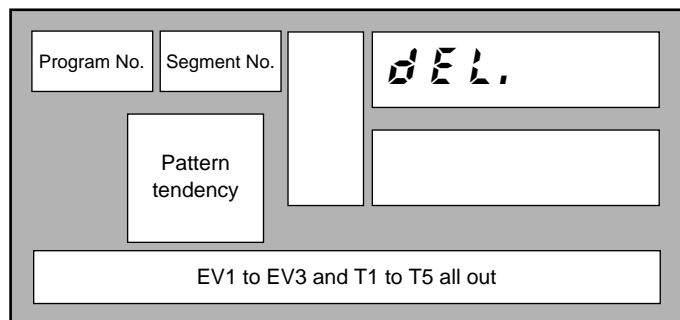 Program No.
Segment No.
dEL.
Pattern
tendency
EV1 to EV3 and T1 to T5 all out